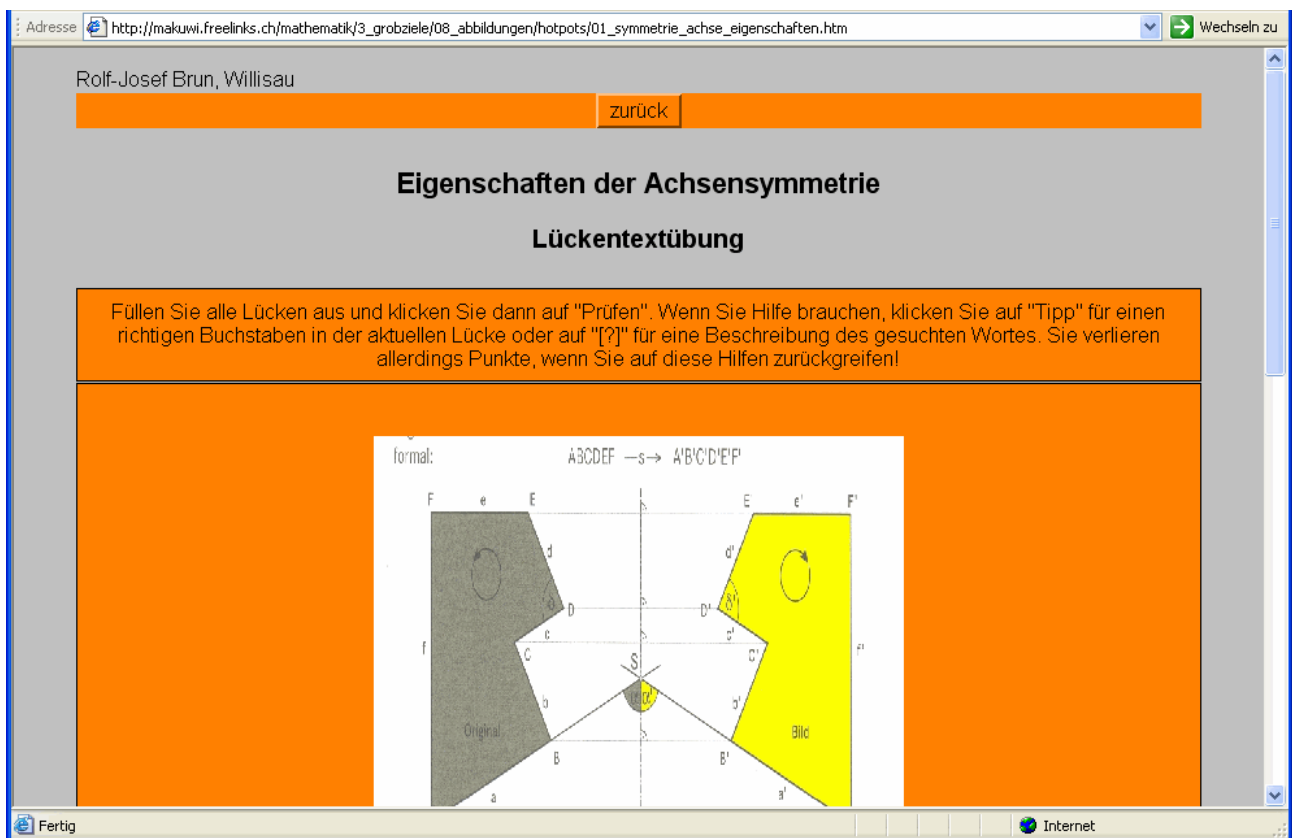 Adresse http://makuwi.freelinks.ch/mathematik/3_grobziele/08_abbildungen/hotpots/01_symmetrie_achse_eigenschaften.htm Wechseln zu
Rolf-Josef Brun, Willisau
zurück
Eigenschaften der Achsensymmetrie
Lückentextübung
Füllen Sie alle Lücken aus und klicken Sie dann auf "Prüfen". Wenn Sie Hilfe brauchen, klicken Sie auf "Tipp" für einen
richtigen Buchstaben in der aktuellen Lücke oder auf "[?]" für eine Beschreibung des gesuchten Wortes. Sie verlieren
allerdings Punkte, wenn Sie auf diese Hilfen zurückgreifen!
formal: ABCDEF —s→ A'B'C'D'E'F'
F e E E e' F'
d d'
δ D D' δ'
c c'
f C C' f'
S
α α'
b b'
Original Bild
B B'
a a'
Fertig Internet